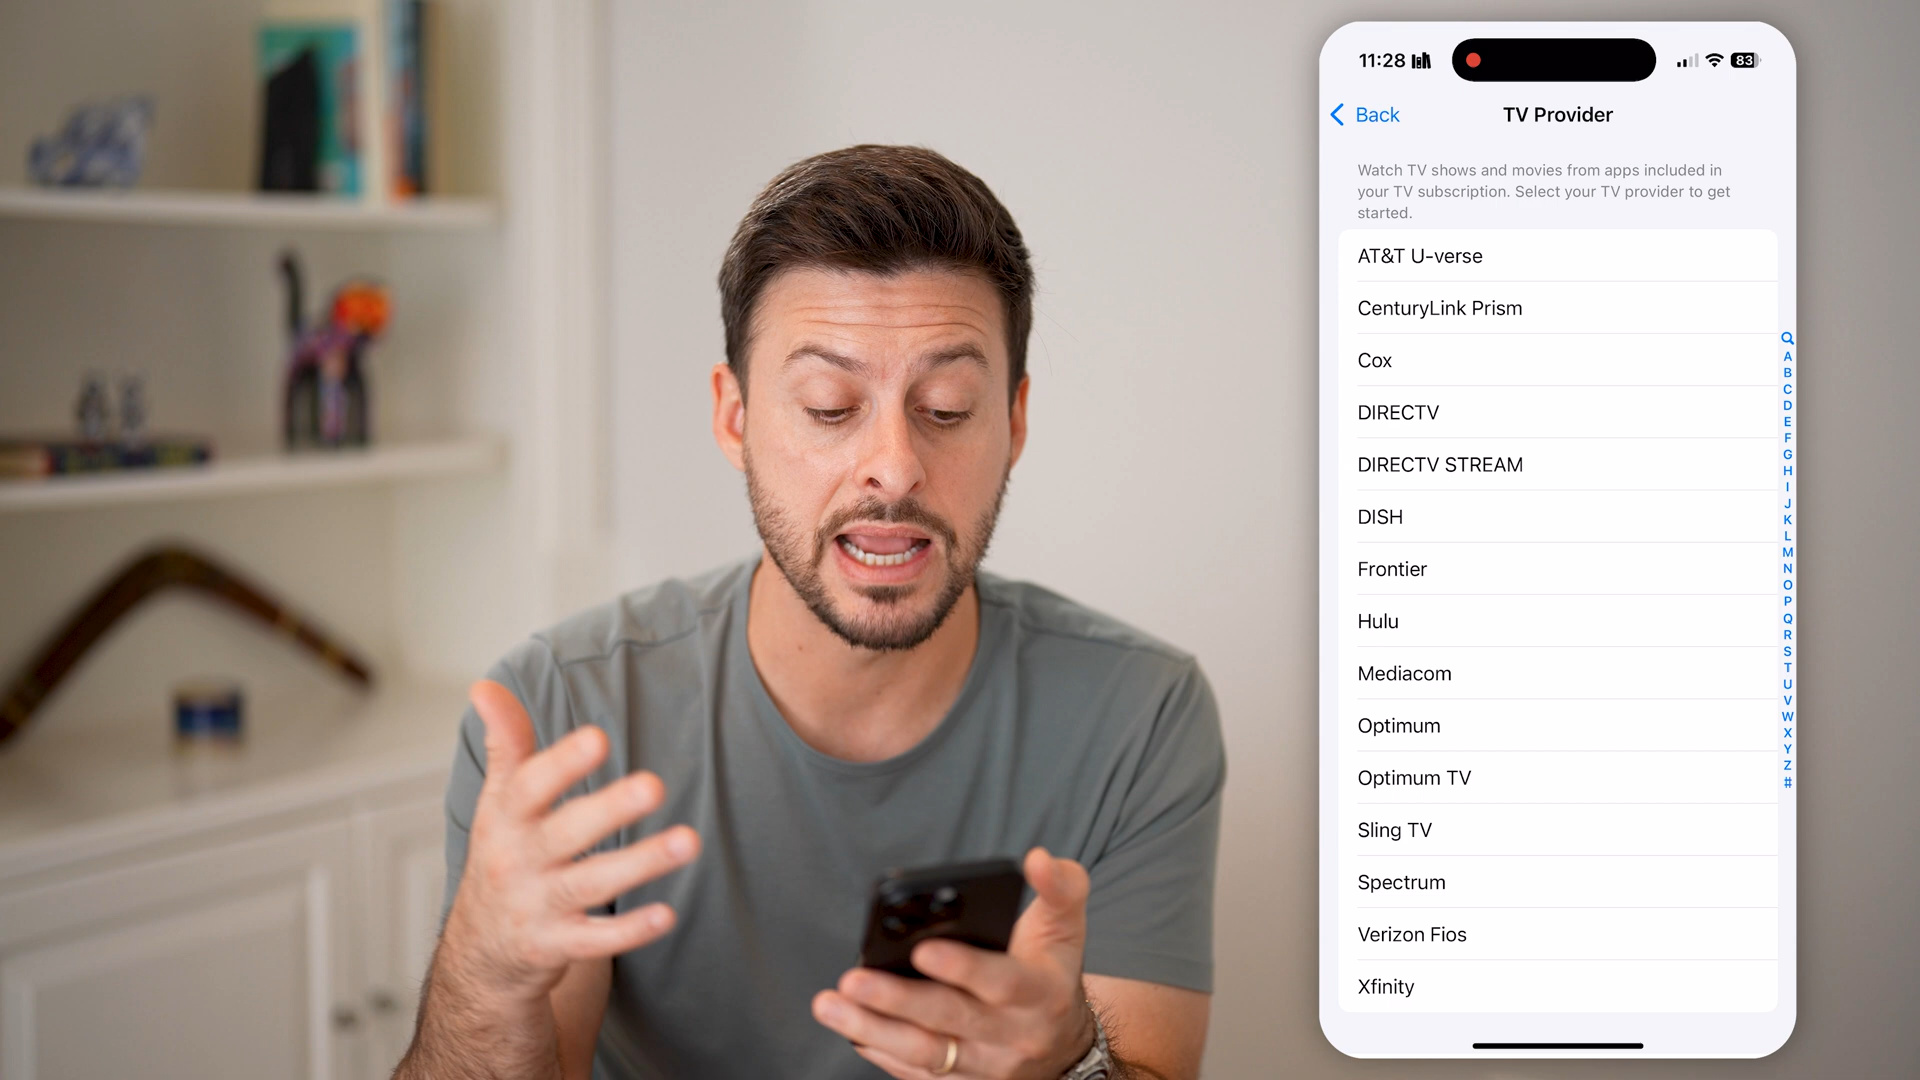 11:28
83
Back
TV Provider
Watch TV shows and movies from apps included in
your TV subscription. Select your TV provider to get
started.
AT&T U-verse
CenturyLink Prism
Cox
DIRECTV
DIRECTV STREAM
DISH
Frontier
Hulu
Mediacom
Optimum
Optimum TV
Sling TV
Spectrum
Verizon Fios
Xfinity
A
B
C
D
E
F
G
H
I
J
K
L
M
N
O
P
Q
R
S
T
U
V
W
X
Y
Z
#